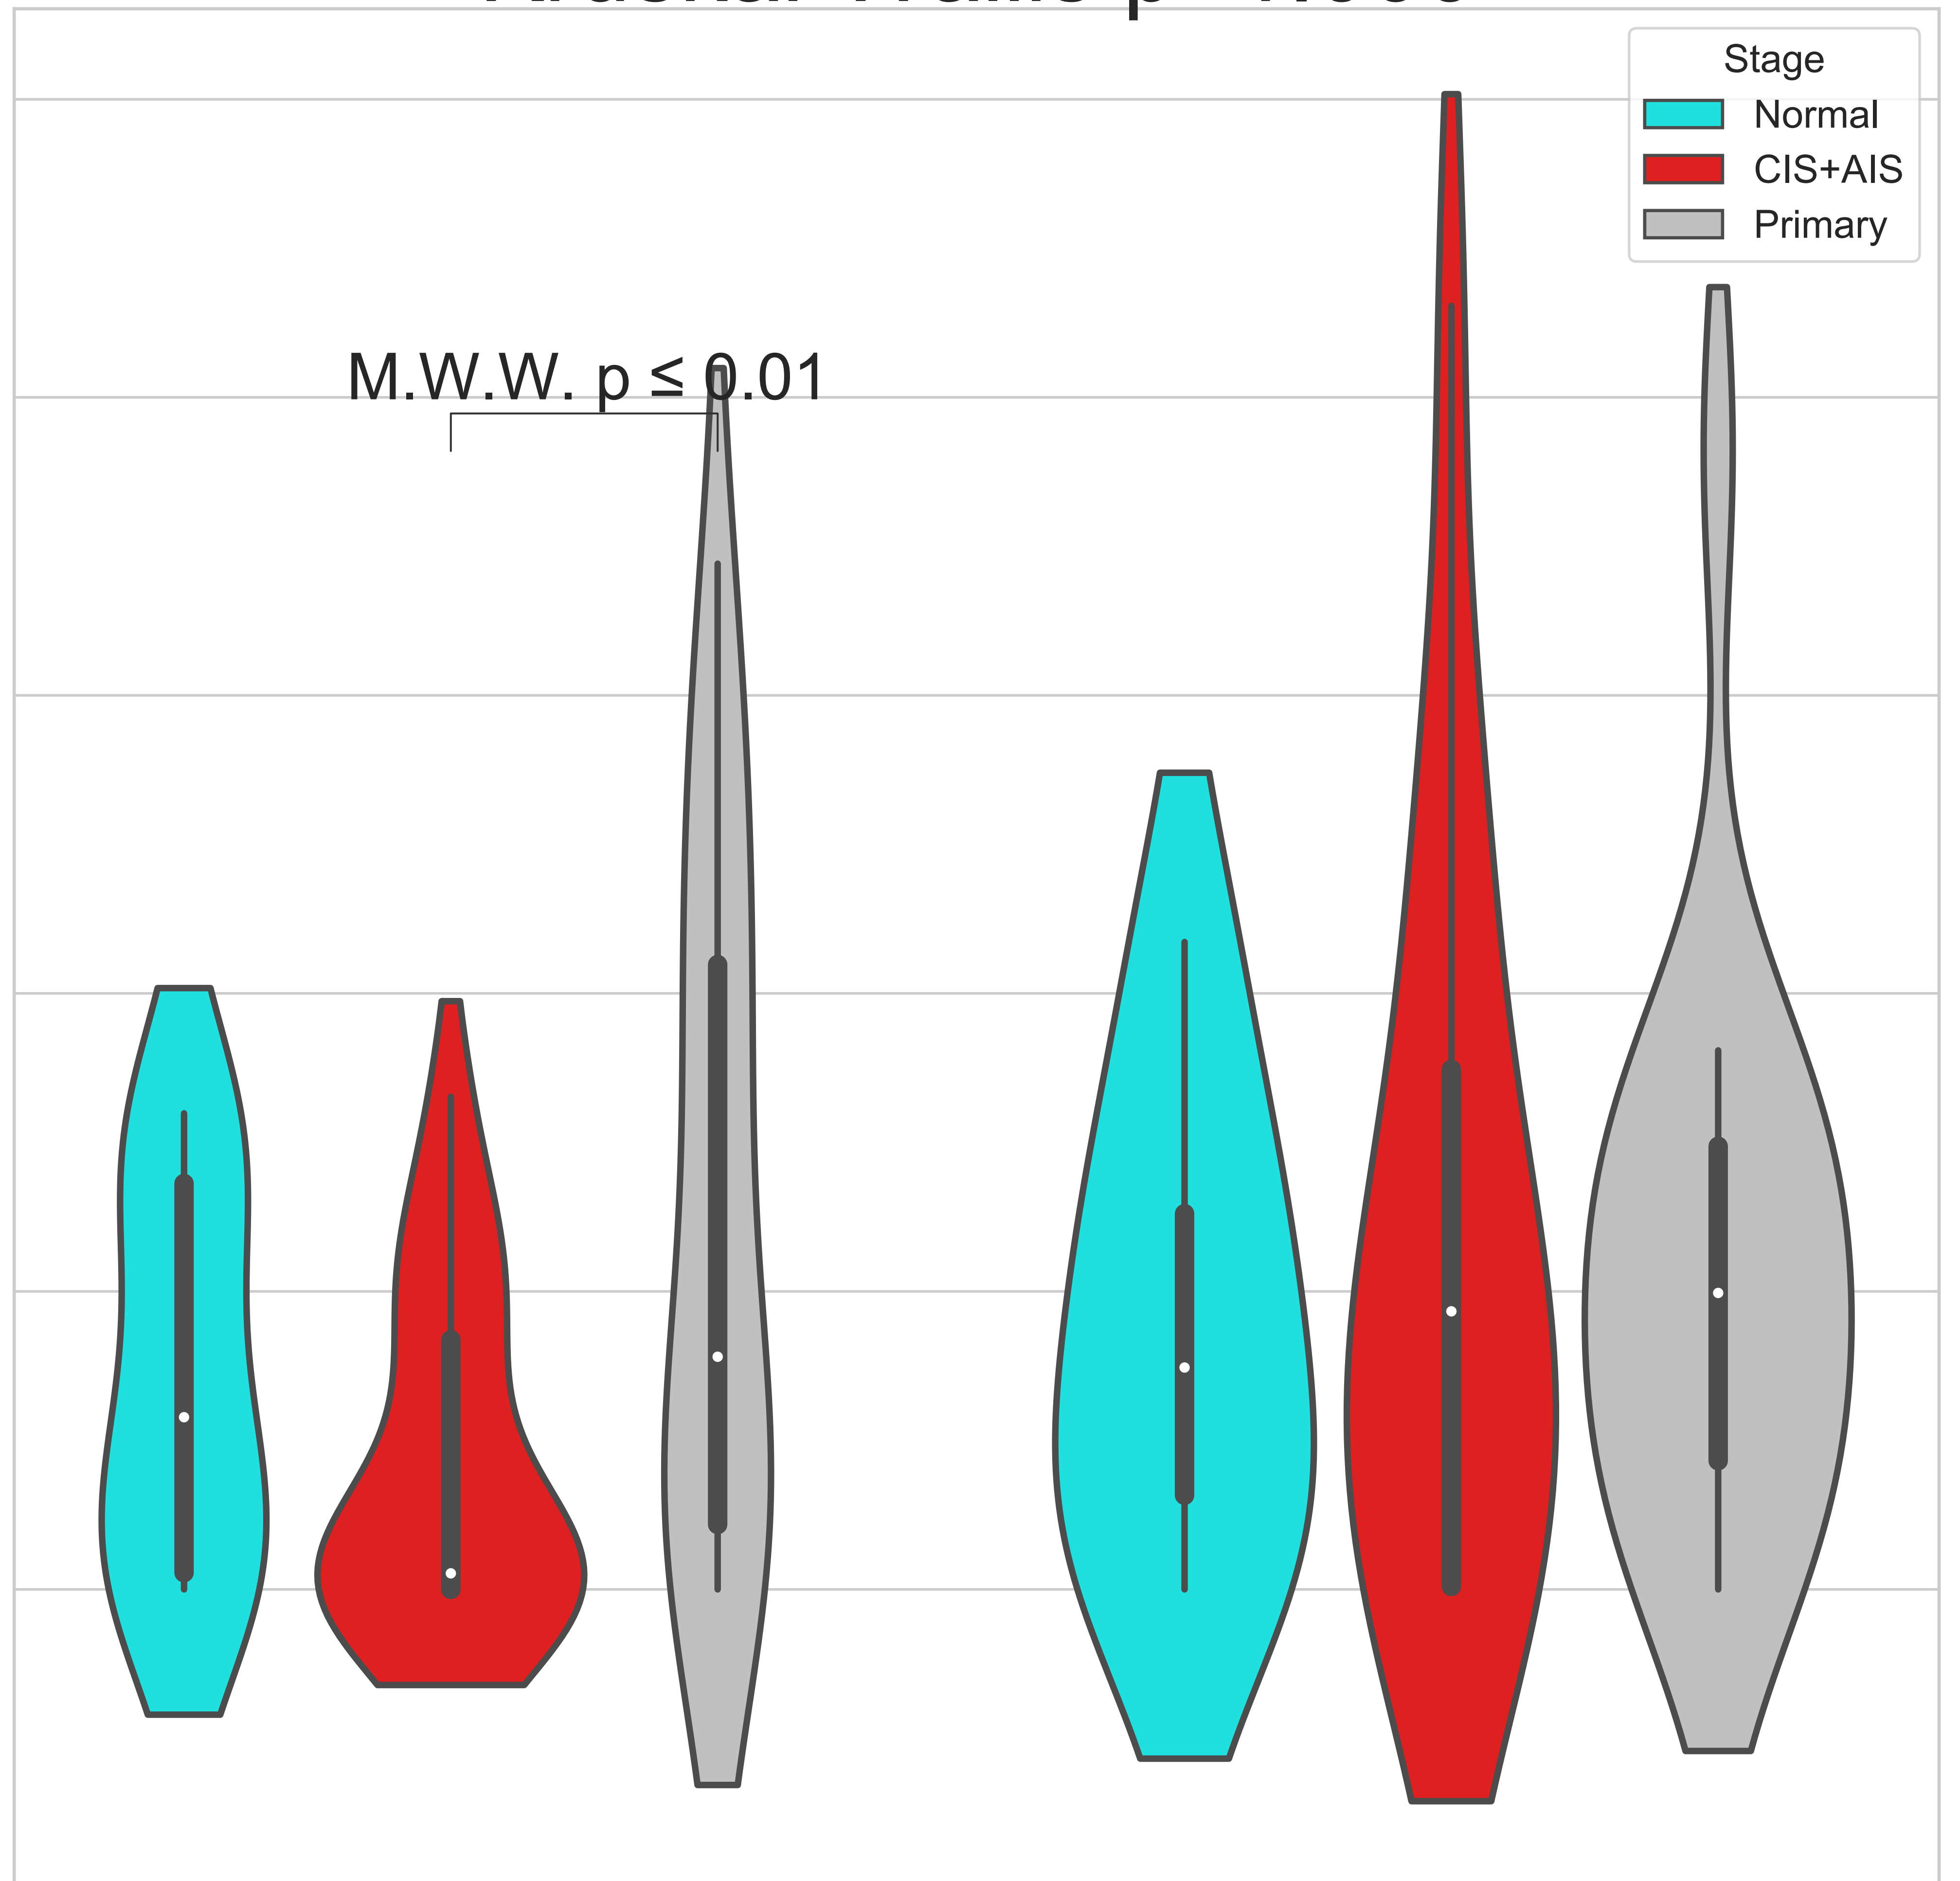 Stage
Normal
CIS+AIS
Primary
M.W.W. p ≤ 0.01